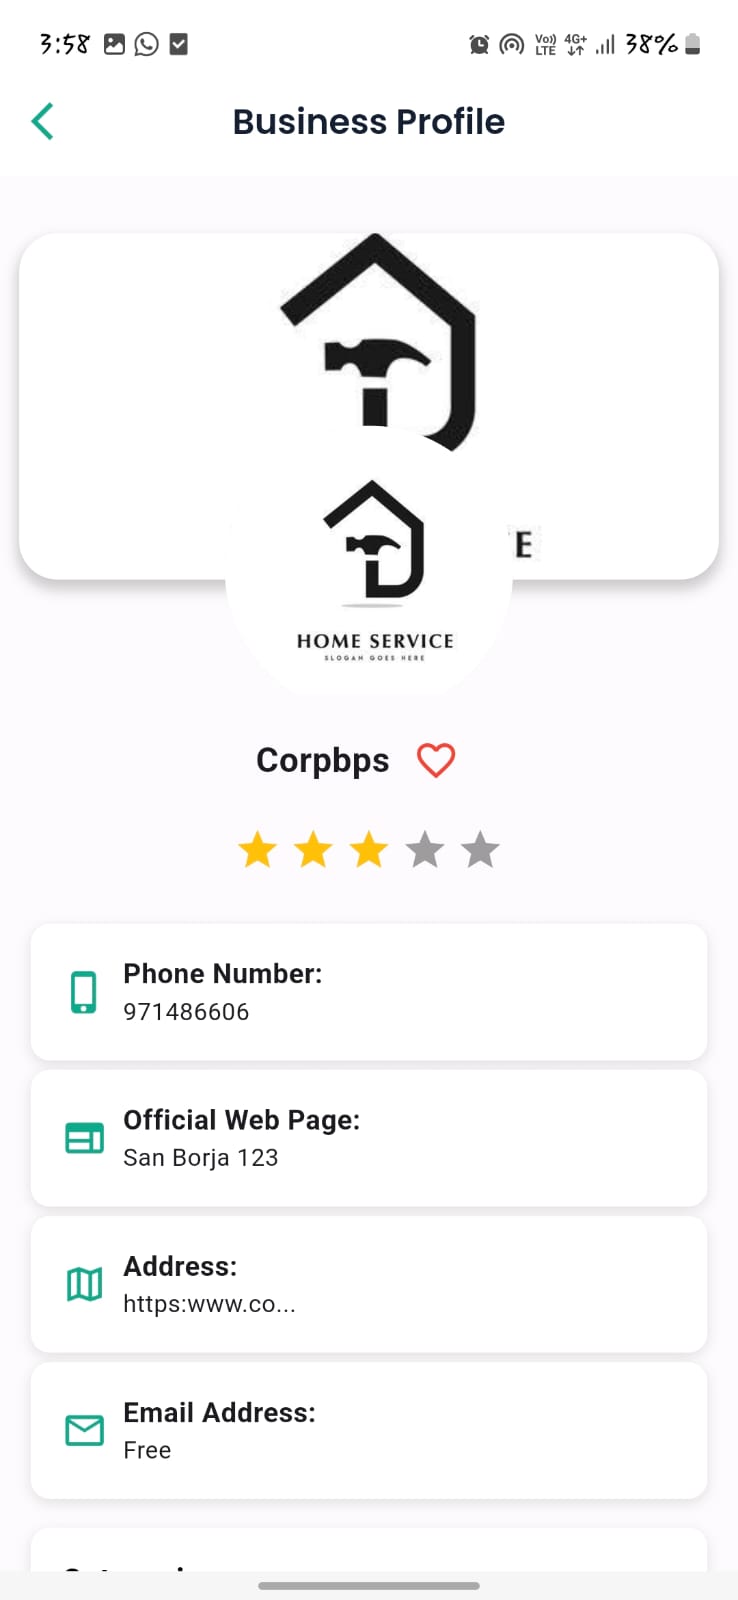 3:58
Vo)) LTE 4G+ 38%
Business Profile
E
HOME SERVICE
SLOGAN GOES HERE
Corpbps
Phone Number:
971486606
Official Web Page:
San Borja 123
Address:
https:www.co...
Email Address:
Free